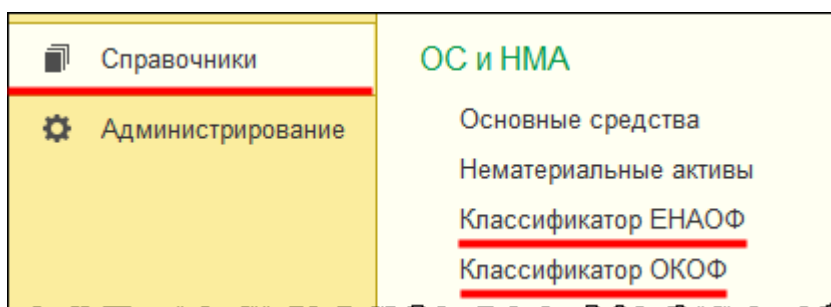 Справочники
Администрирование
ОС и НМА
Основные средства
Нематериальные активы
Классификатор ЕНАОФ
Классификатор ОКОФ